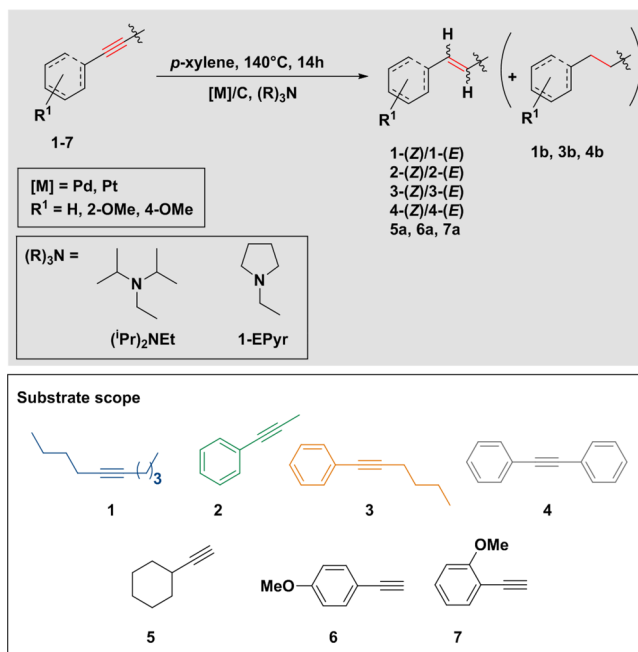 p-xylene, 140°C, 14h
[M]/C, (R)₃N
R¹
1-7
H
H
R¹
+
R¹
1-(Z)/1-(E)
2-(Z)/2-(E)
3-(Z)/3-(E)
4-(Z)/4-(E)
5a, 6a, 7a
1b, 3b, 4b
[M] = Pd, Pt
R¹ = H, 2-OMe, 4-OMe
(R)₃N =
N
N
(ⁱPr)₂NEt
1-EPyr
Substrate scope
3
1
2
3
4
OMe
MeO
5
6
7